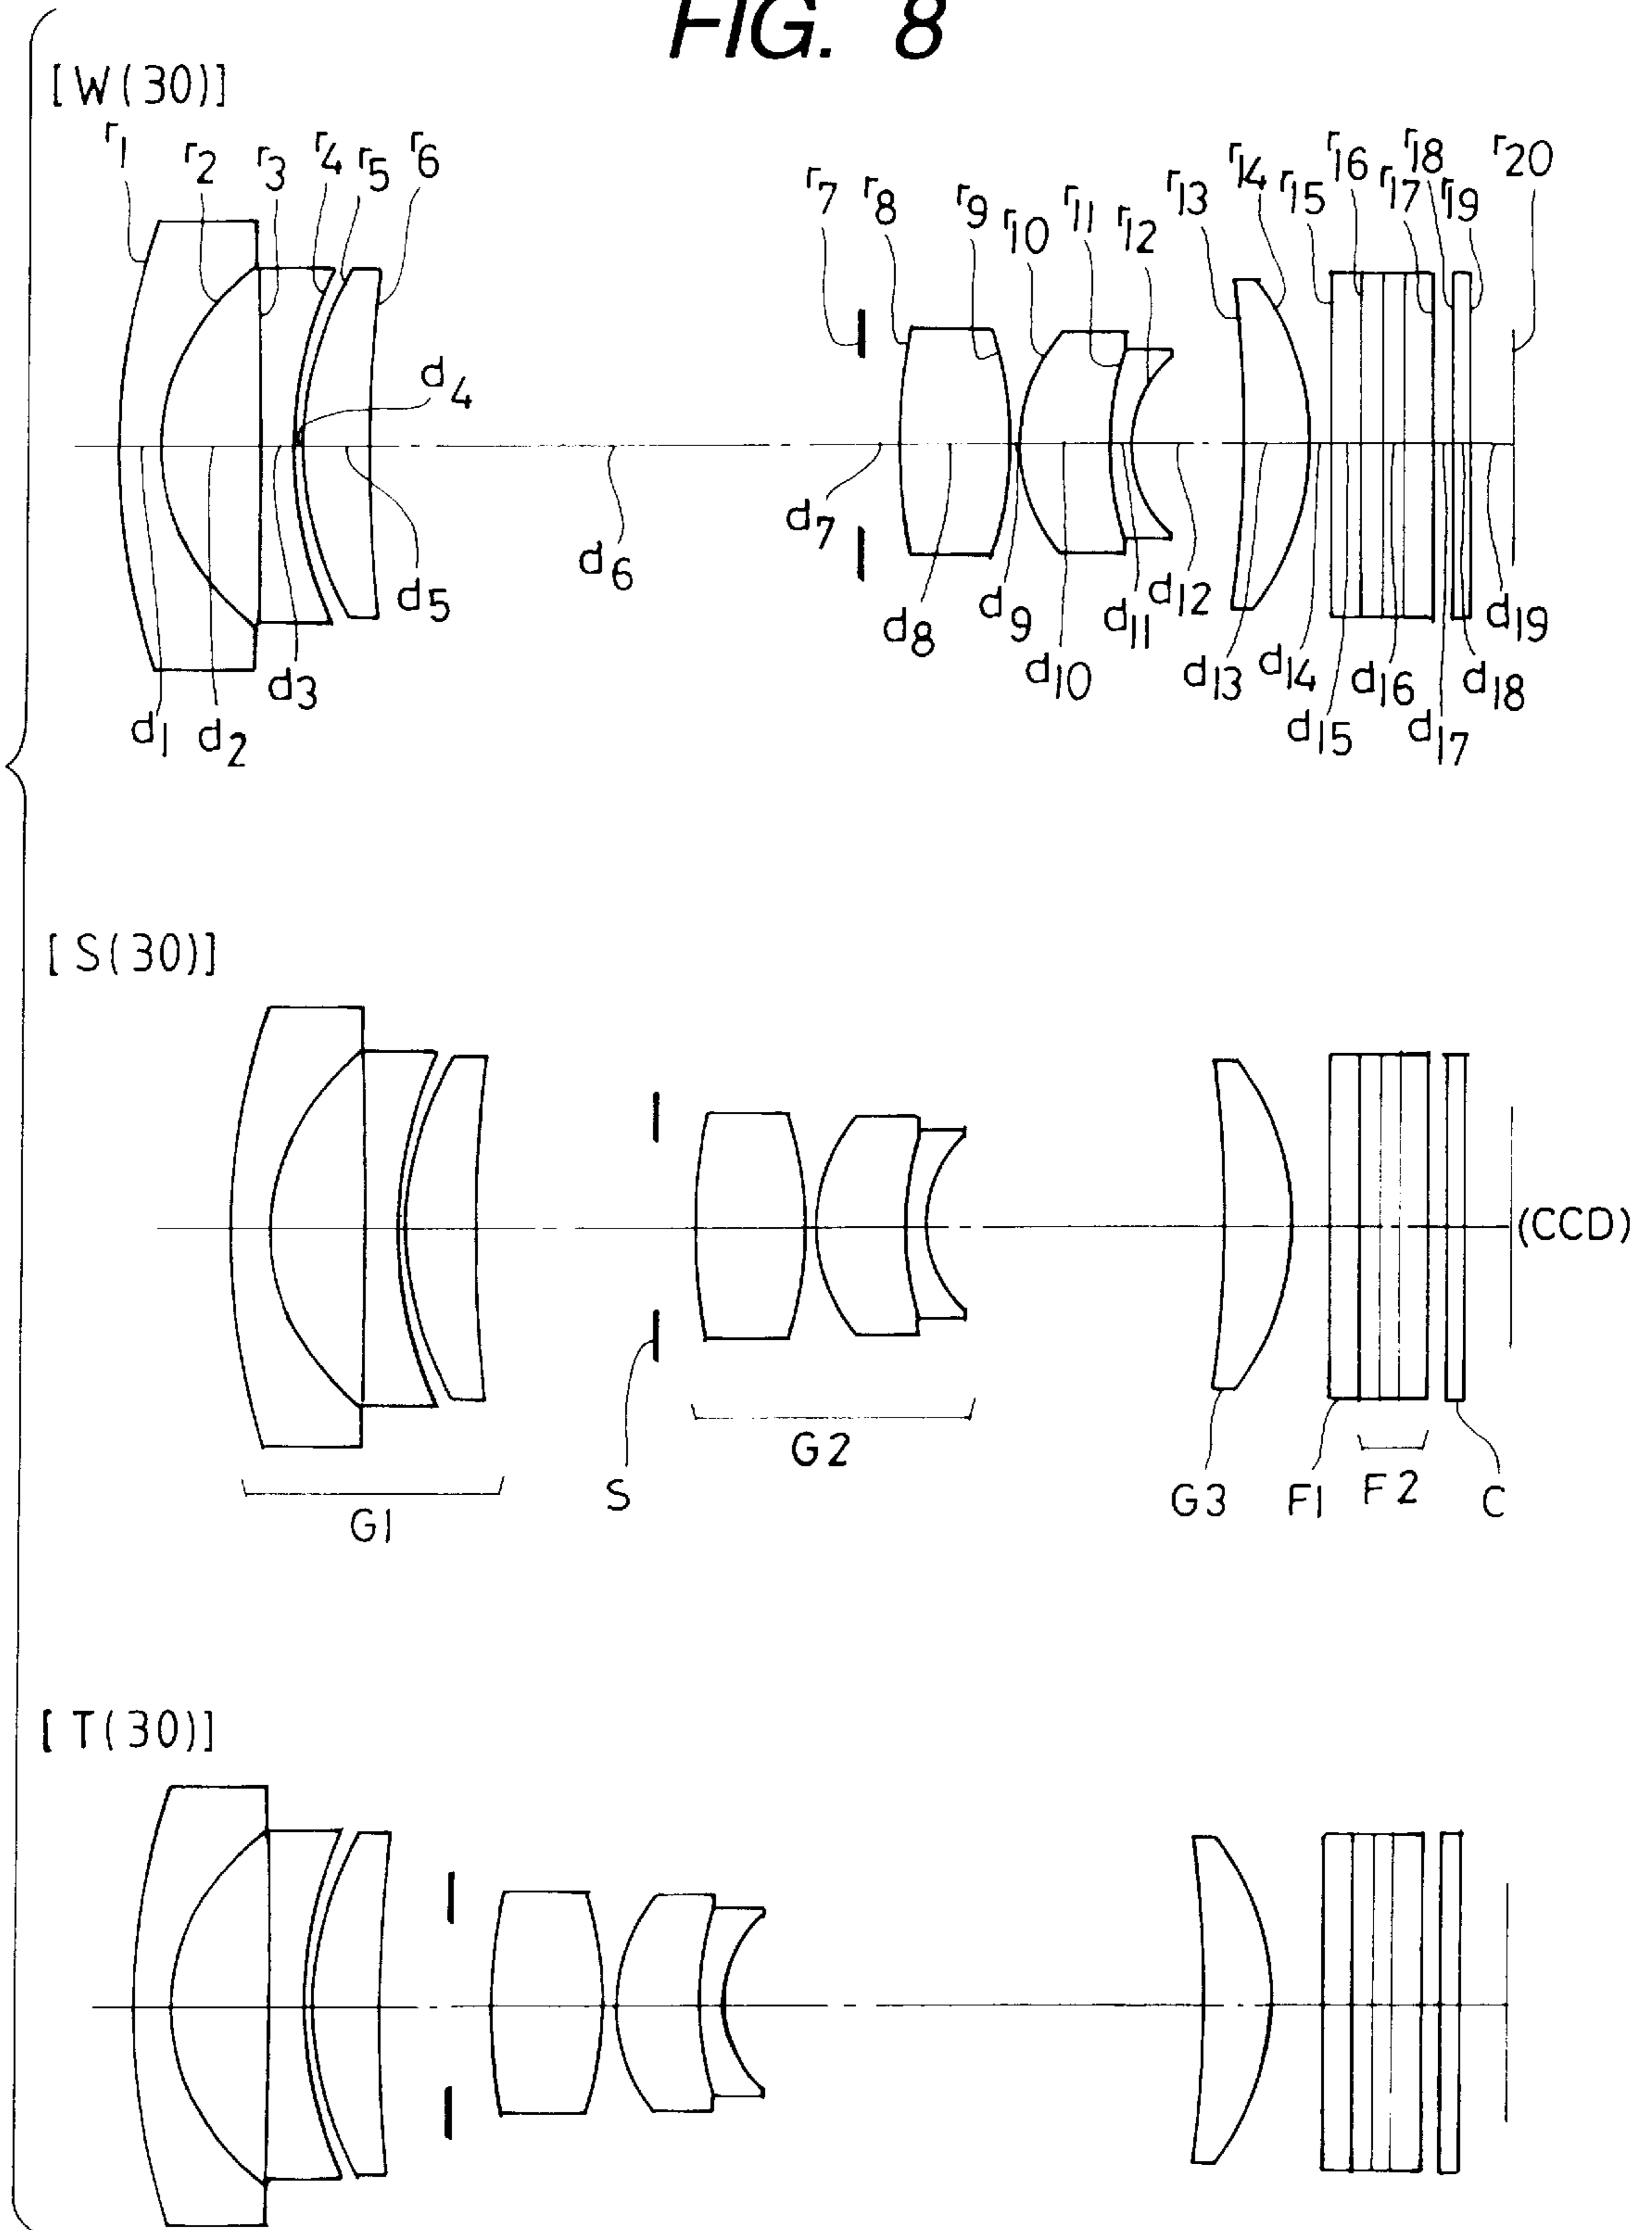 FIG. 8
[W(30)]
r1 r2 r3 r4 r5 r6 r7 r8 r9 r10 r11 r12 r13 r14 r15 r16 r17 r18 r19 r20
d1 d2 d3 d4 d5 d6 d7 d8 d9 d10 d11 d12 d13 d14 d15 d16 d17 d18 d19
[S(30)]
(CCD)
G1 S G2 G3 F1 F2 C
[T(30)]